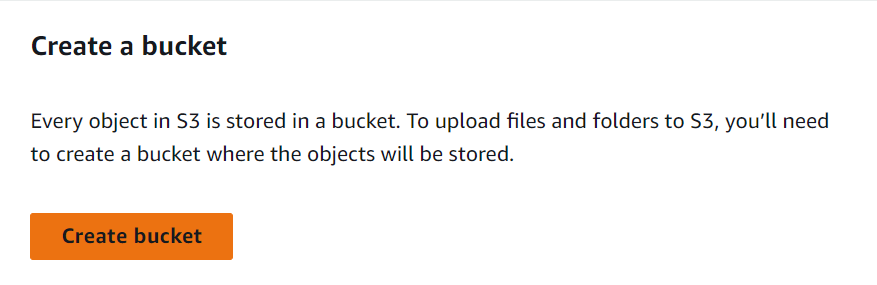 Create a bucket
Every object in S3 is stored in a bucket. To upload files and folders to S3, you’ll need
to create a bucket where the objects will be stored.
Create bucket